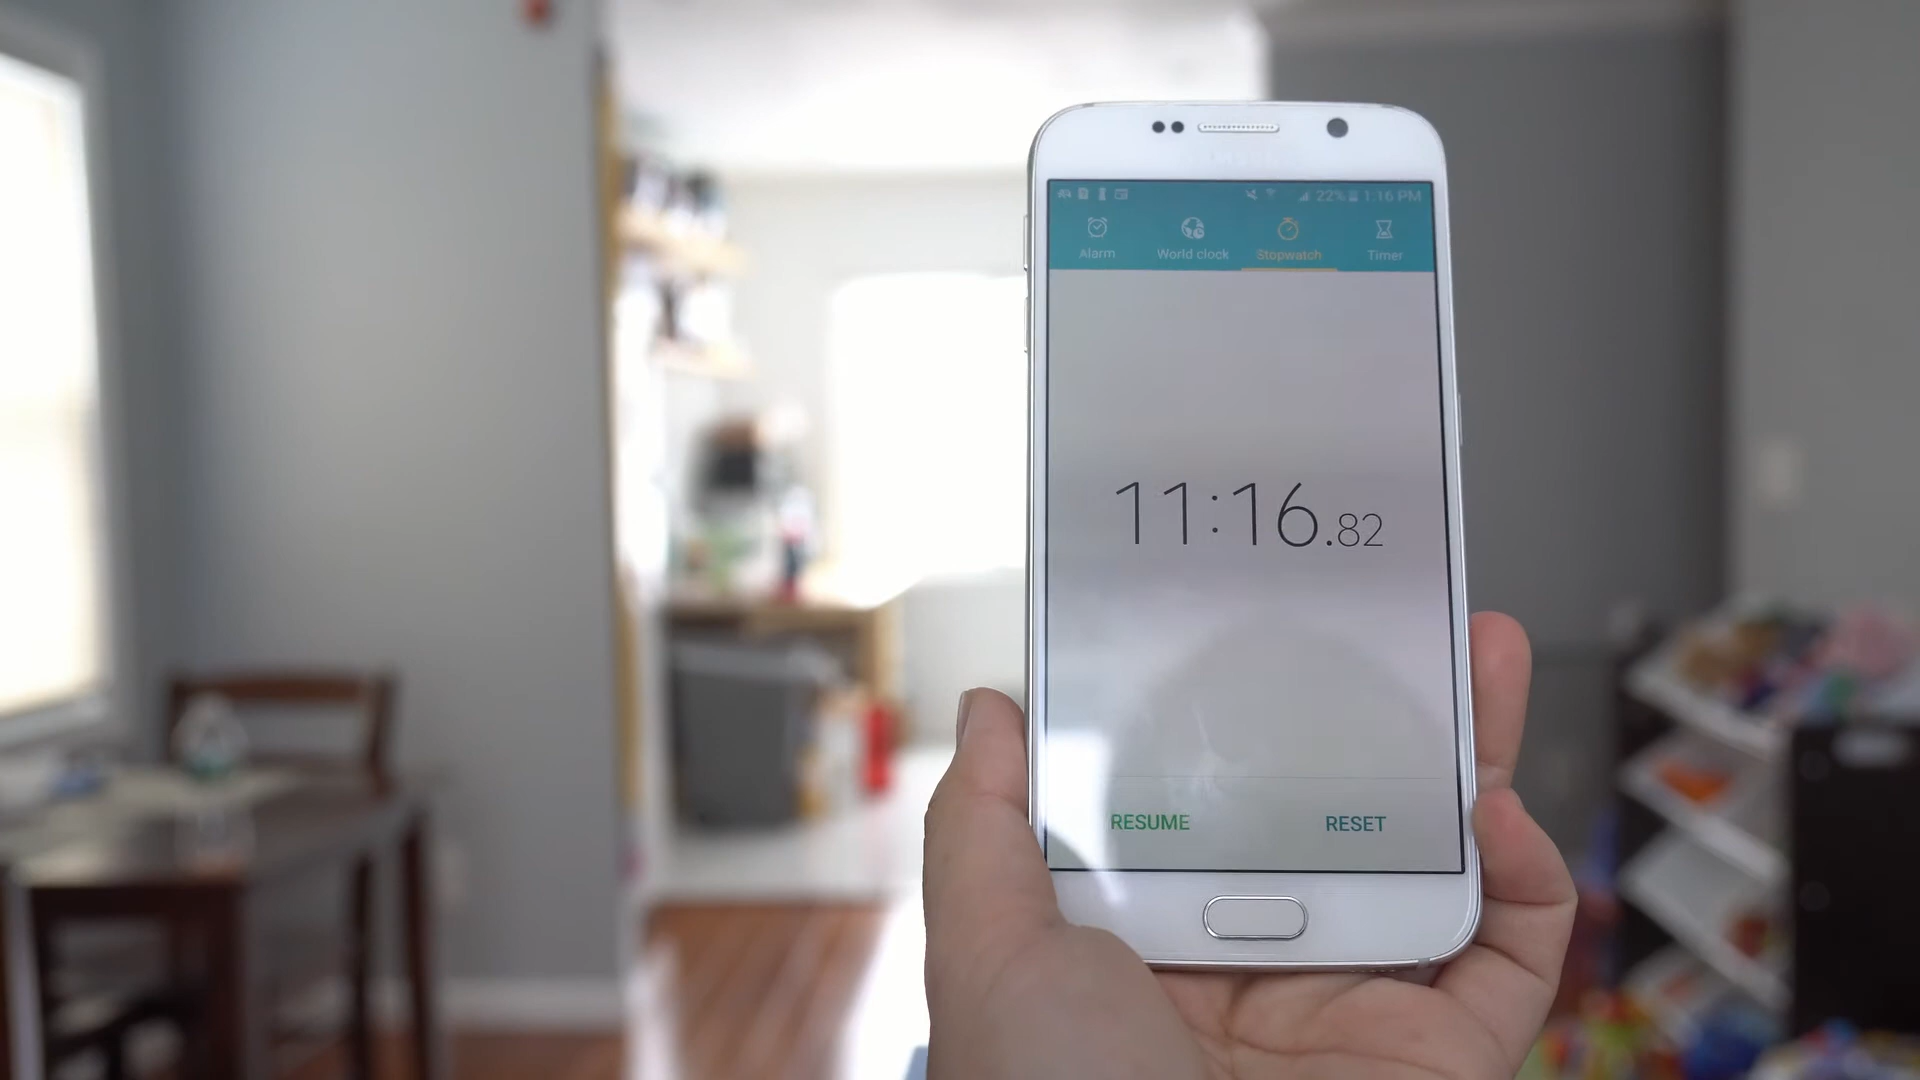 22% 1:16 PM
Alarm World clock Stopwatch Timer
11:16.82
RESUME RESET